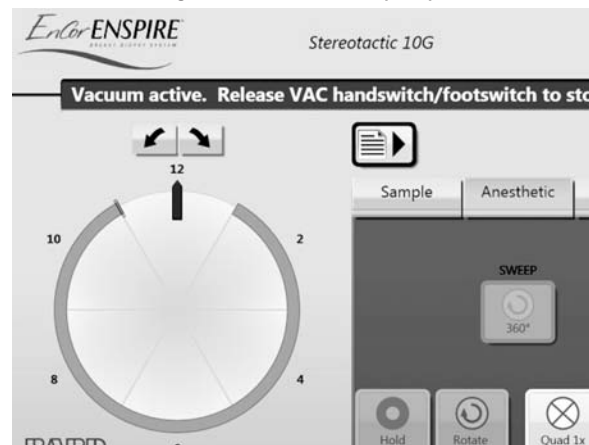 EnCor ENSPIRE
BREAST BIOPSY SYSTEM
Stereotactic 10G
Vacuum active. Release VAC handswitch/footswitch to sto
12
Sample
Anesthetic
10
2
SWEEP
360°
8
4
Hold
Rotate
Quad 1x